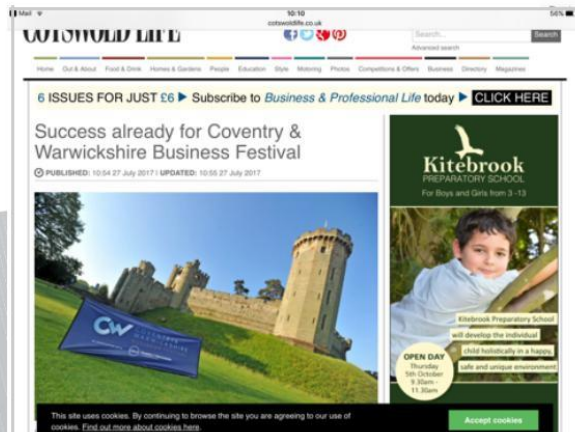 Mail
10:10
56%
cotswoldlife.co.uk
COTSWOLD LIFE
Search...
Search
Advanced search
Home Out & About Food & Drink Homes & Gardens People Education Style Motoring Photos Competitions & Offers Business Directory Magazines
6 ISSUES FOR JUST £6 Subscribe to Business & Professional Life today CLICK HERE
Success already for Coventry &
Warwickshire Business Festival
PUBLISHED: 10:54 27 July 2017 | UPDATED: 10:55 27 July 2017
CW
Kitebrook
PREPARATORY SCHOOL
For Boys and Girls from 3 -13
Kitebrook Preparatory School
will develop the individual
child holistically in a happy,
safe and unique environment
OPEN DAY
Thursday
5th October
9.30am -
11.30am
This site uses cookies. By continuing to browse the site you are agreeing to our use of
cookies. Find out more about cookies here.
Accept cookies